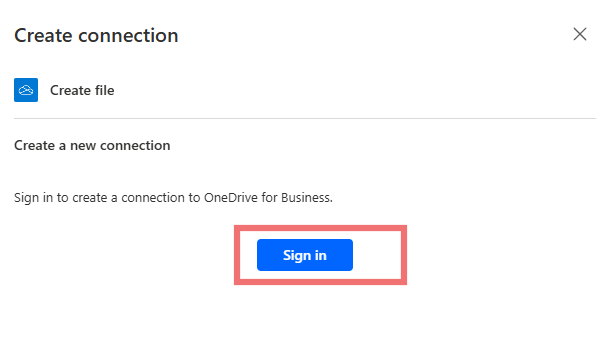 Create connection
Create file
Create a new connection
Sign in to create a connection to OneDrive for Business.
Sign in